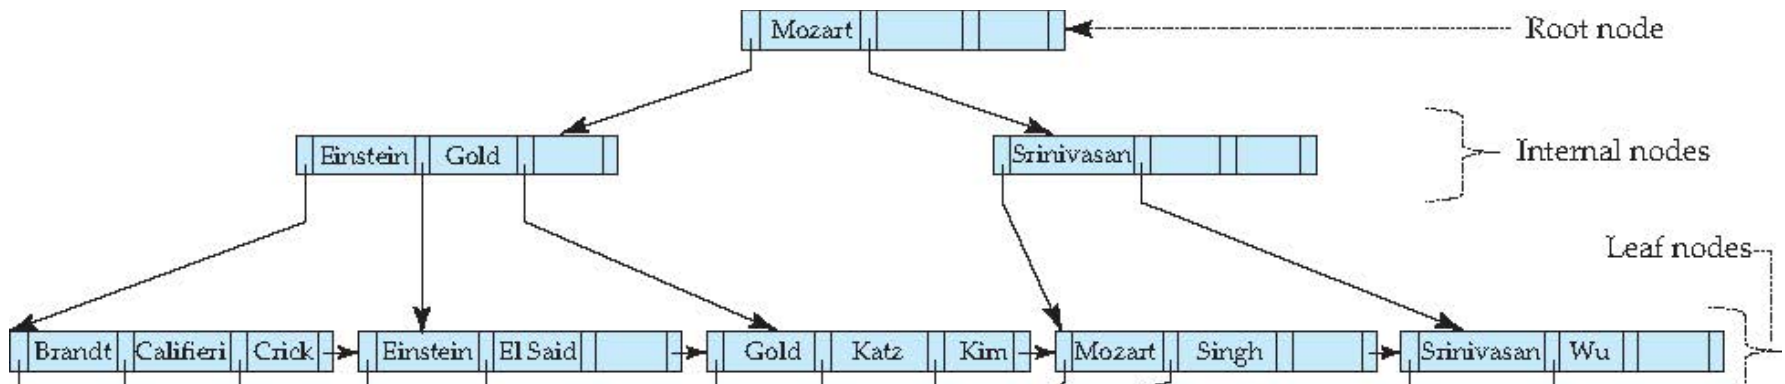 Mozart Root node
Einstein Gold Srinivasan Internal nodes
Leaf nodes
Brandt Califieri Crick Einstein El Said Gold Katz Kim Mozart Singh Srinivasan Wu